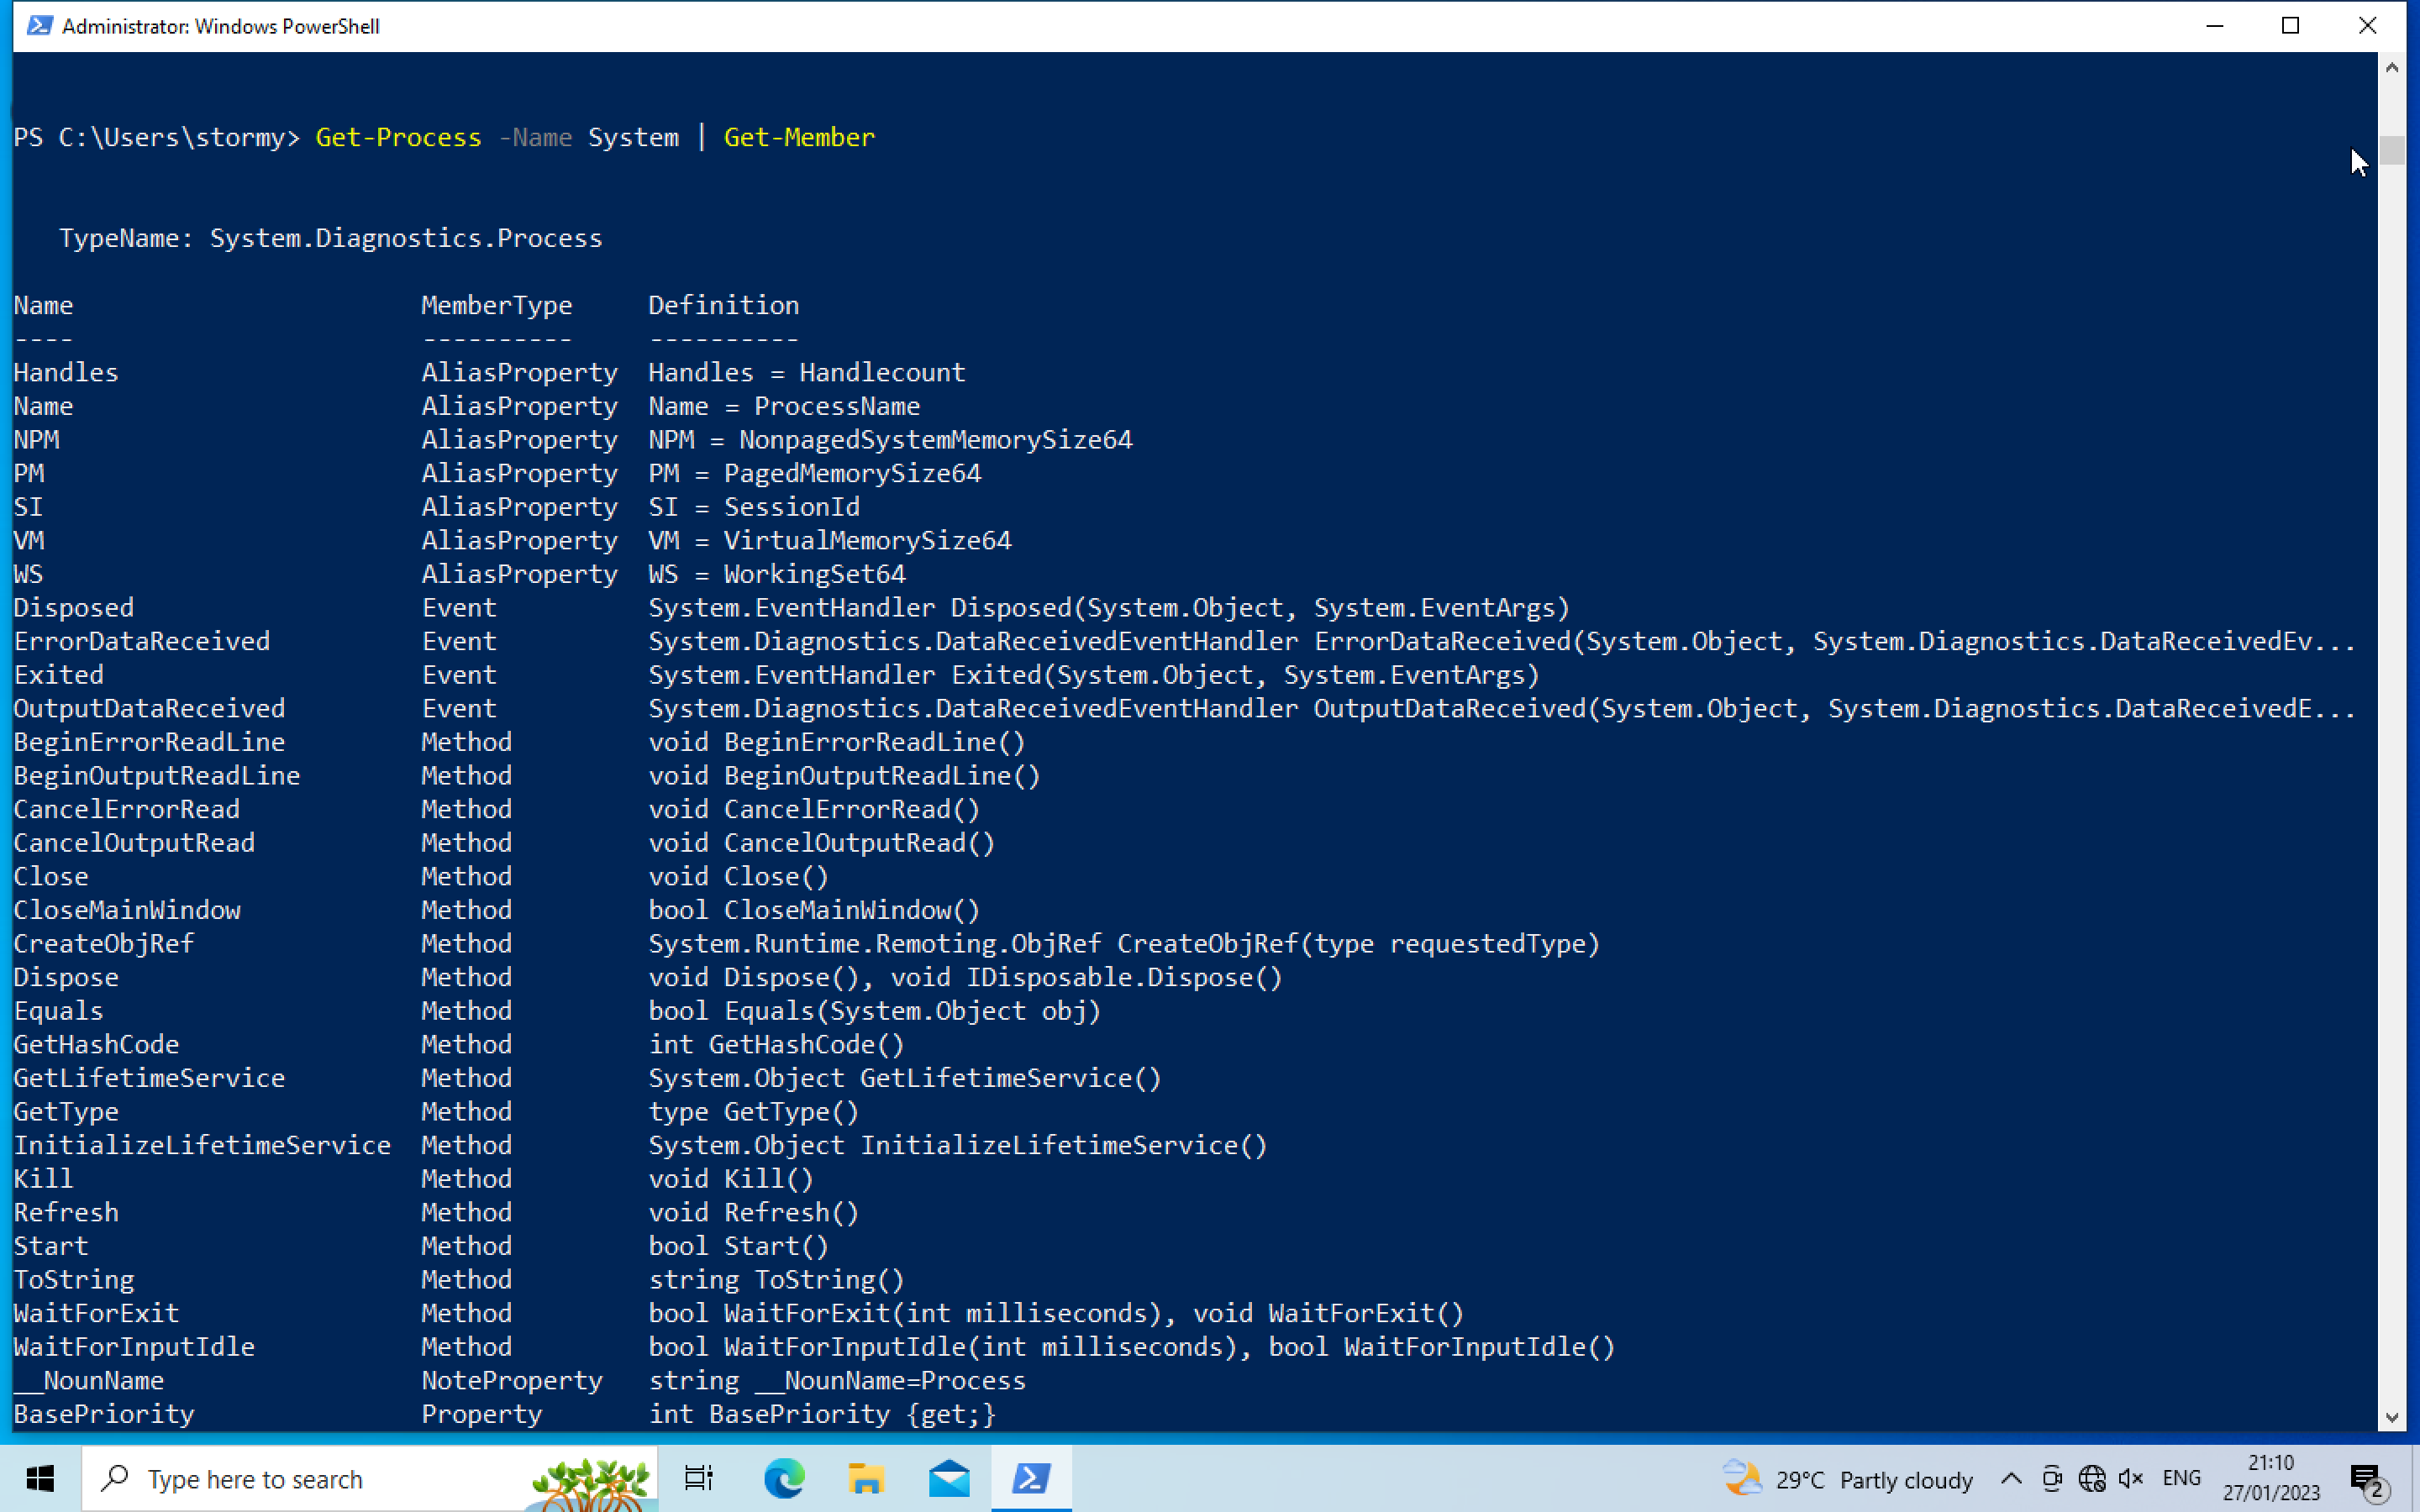 Administrator: Windows PowerShell
PS C:\Users\stormy> Get-Process -Name System | Get-Member
TypeName: System.Diagnostics.Process
Name MemberType Definition
---- ---------- ----------
Handles AliasProperty Handles = Handlecount
Name AliasProperty Name = ProcessName
NPM AliasProperty NPM = NonpagedSystemMemorySize64
PM AliasProperty PM = PagedMemorySize64
SI AliasProperty SI = SessionId
VM AliasProperty VM = VirtualMemorySize64
WS AliasProperty WS = WorkingSet64
Disposed Event System.EventHandler Disposed(System.Object, System.EventArgs)
ErrorDataReceived Event System.Diagnostics.DataReceivedEventHandler ErrorDataReceived(System.Object, System.Diagnostics.DataReceivedEv...
Exited Event System.EventHandler Exited(System.Object, System.EventArgs)
OutputDataReceived Event System.Diagnostics.DataReceivedEventHandler OutputDataReceived(System.Object, System.Diagnostics.DataReceivedE...
BeginErrorReadLine Method void BeginErrorReadLine()
BeginOutputReadLine Method void BeginOutputReadLine()
CancelErrorRead Method void CancelErrorRead()
CancelOutputRead Method void CancelOutputRead()
Close Method void Close()
CloseMainWindow Method bool CloseMainWindow()
CreateObjRef Method System.Runtime.Remoting.ObjRef CreateObjRef(type requestedType)
Dispose Method void Dispose(), void IDisposable.Dispose()
Equals Method bool Equals(System.Object obj)
GetHashCode Method int GetHashCode()
GetLifetimeService Method System.Object GetLifetimeService()
GetType Method type GetType()
InitializeLifetimeService Method System.Object InitializeLifetimeService()
Kill Method void Kill()
Refresh Method void Refresh()
Start Method bool Start()
ToString Method string ToString()
WaitForExit Method bool WaitForExit(int milliseconds), void WaitForExit()
WaitForInputIdle Method bool WaitForInputIdle(int milliseconds), bool WaitForInputIdle()
__NounName NoteProperty string __NounName=Process
BasePriority Property int BasePriority {get;}
Type here to search
29°C Partly cloudy
ENG
21:10
27/01/2023
2